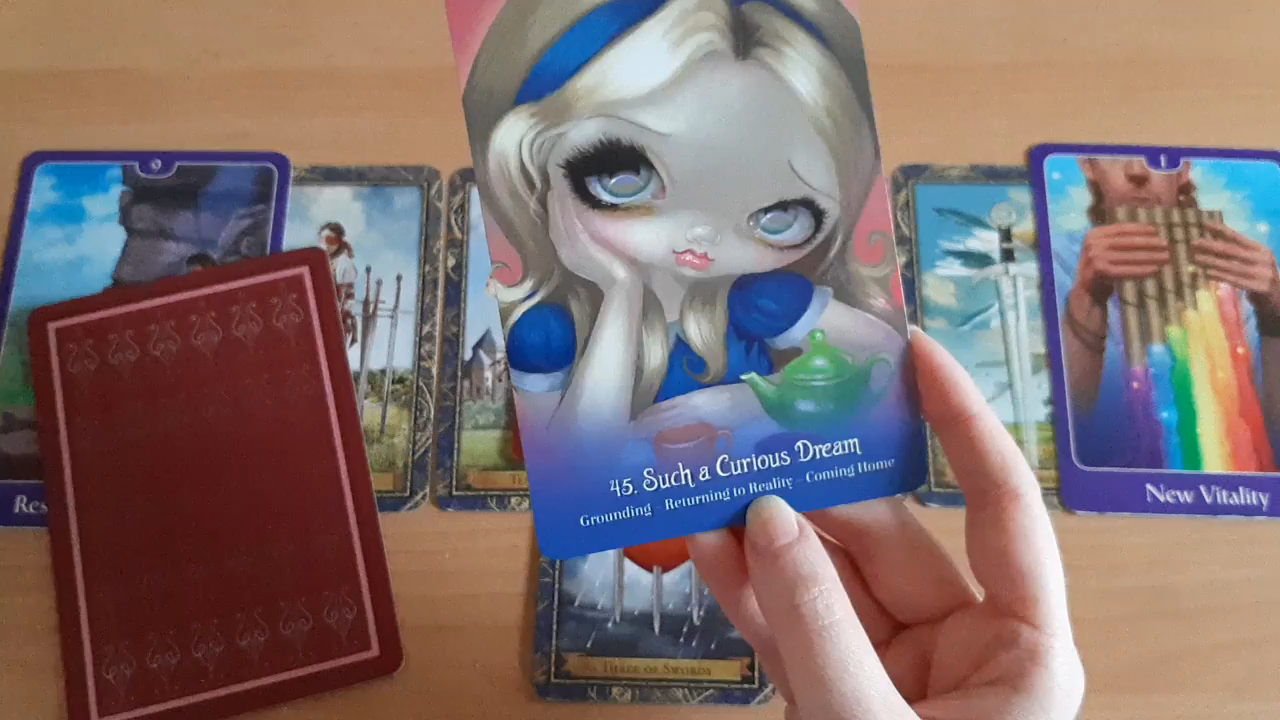 45. Such a Curious Dream
Grounding - Returning to Reality - Coming Home
New Vitality
Three of Swords